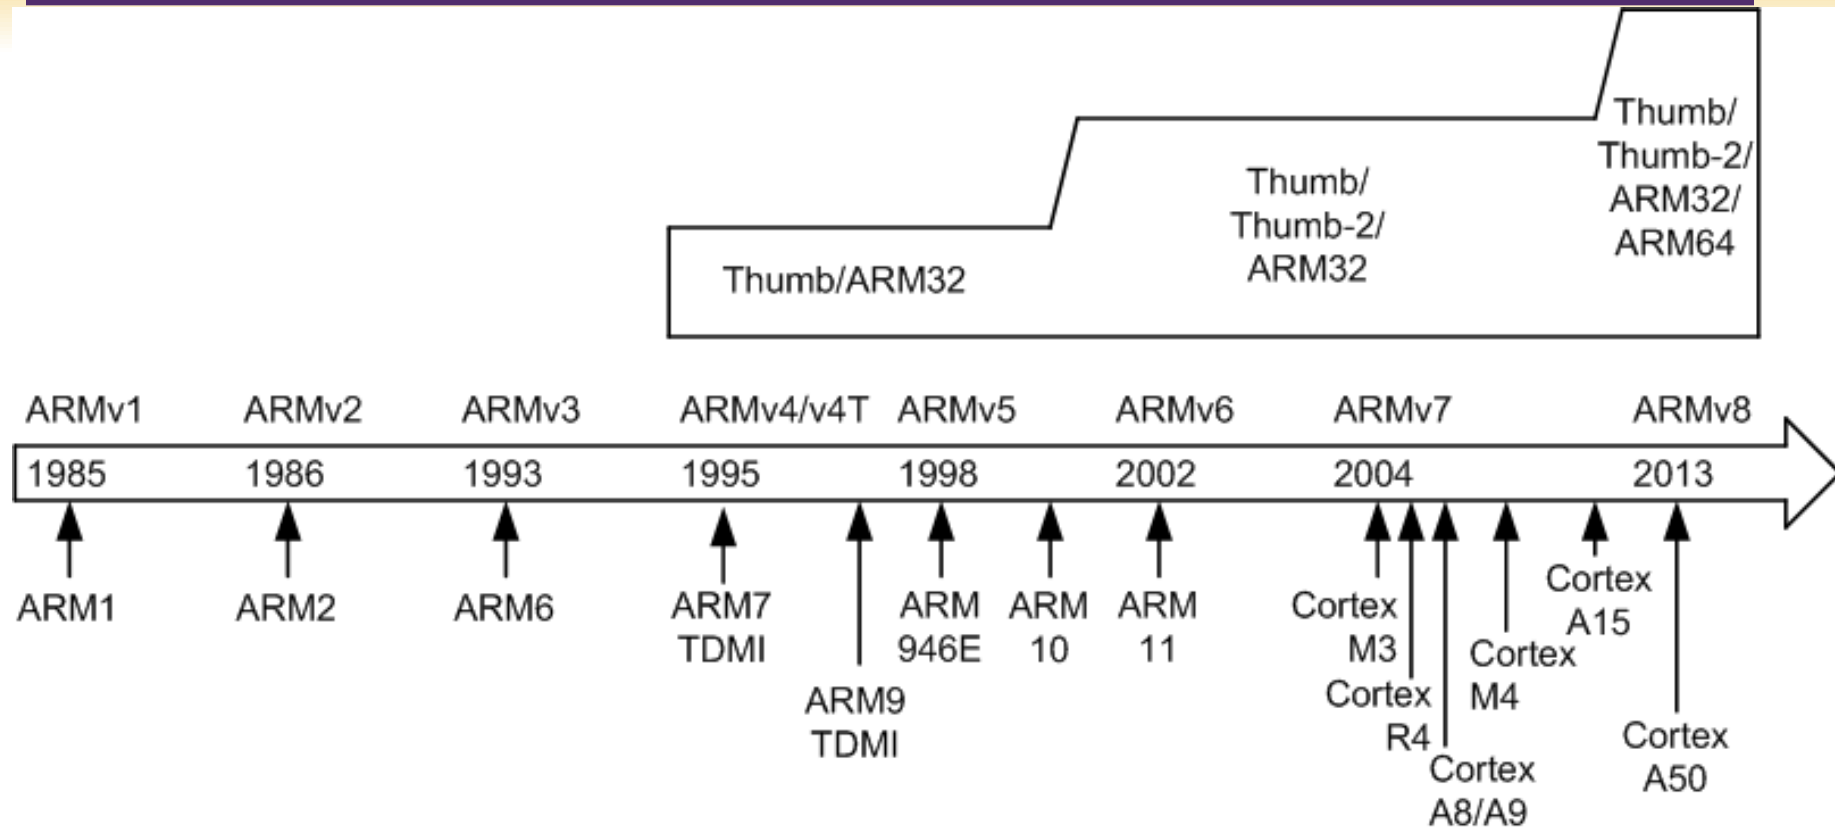 Thumb/ARM32
Thumb/
Thumb-2/
ARM32
Thumb/
Thumb-2/
ARM32/
ARM64
ARMv1
ARMv2
ARMv3
ARMv4/v4T
ARMv5
ARMv6
ARMv7
ARMv8
1985
1986
1993
1995
1998
2002
2004
2013
ARM1
ARM2
ARM6
ARM7
TDMI
ARM9
TDMI
ARM
946E
ARM
10
ARM
11
Cortex
M3
Cortex
R4
Cortex
A8/A9
Cortex
M4
Cortex
A15
Cortex
A50